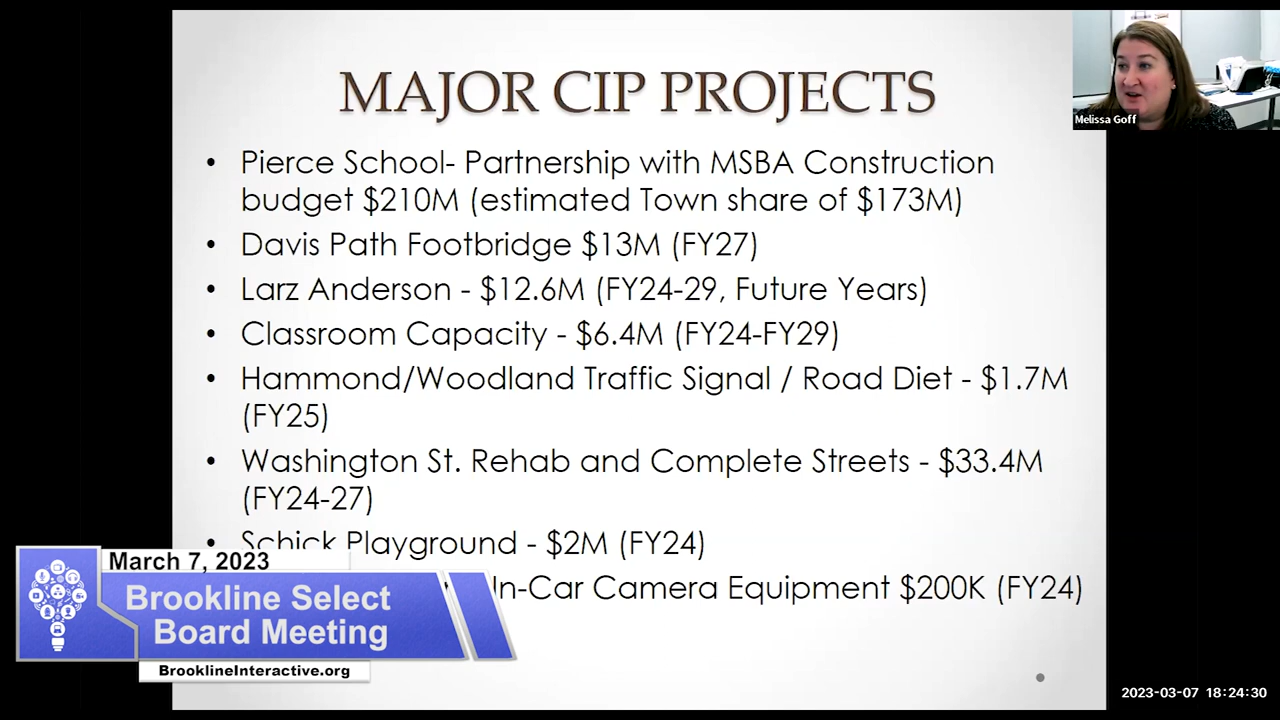 MAJOR CIP PROJECTS
Melissa Goff
• Pierce School- Partnership with MSBA Construction
budget $210M (estimated Town share of $173M)
• Davis Path Footbridge $13M (FY27)
• Larz Anderson - $12.6M (FY24-29, Future Years)
• Classroom Capacity - $6.4M (FY24-FY29)
• Hammond/Woodland Traffic Signal / Road Diet - $1.7M
(FY25)
• Washington St. Rehab and Complete Streets - $33.4M
(FY24-27)
• Schick Playground - $2M (FY24)
In-Car Camera Equipment $200K (FY24)
March 7, 2023
Brookline Select
Board Meeting
BrooklineInteractive.org
2023-03-07 18:24:30